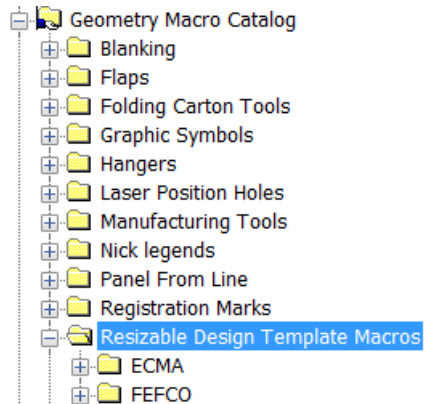 Geometry Macro Catalog
Blanking
Flaps
Folding Carton Tools
Graphic Symbols
Hangers
Laser Position Holes
Manufacturing Tools
Nick legends
Panel From Line
Registration Marks
Resizable Design Template Macros
ECMA
FEFCO